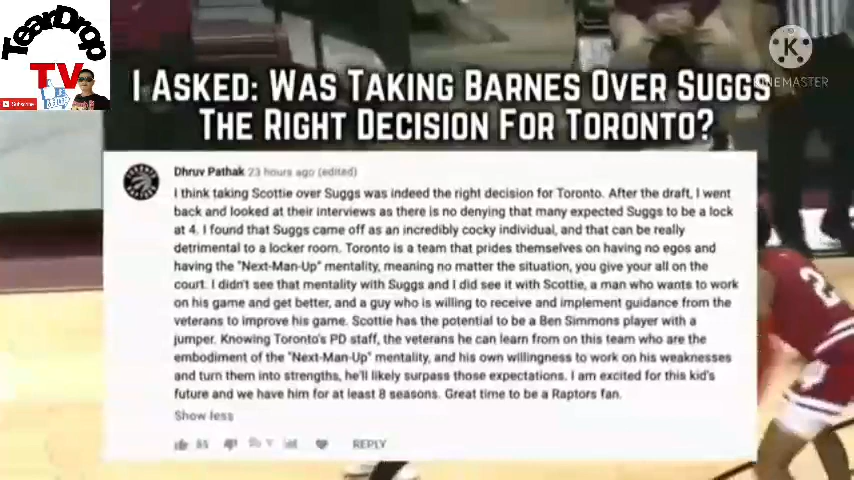 TearDrop
TV
Subscribe
K
KINEMASTER
I ASKED: WAS TAKING BARNES OVER SUGGS
THE RIGHT DECISION FOR TORONTO?
Dhruv Pathak 23 hours ago (edited)
I think taking Scottie over Suggs was indeed the right decision for Toronto. After the draft, I went
back and looked at their interviews as there is no denying that many expected Suggs to be a lock
at 4. I found that Suggs came off as an incredibly cocky individual, and that can be really
detrimental to a locker room. Toronto is a team that prides themselves on having no egos and
having the "Next-Man-Up" mentality, meaning no matter the situation, you give your all on the
court. I didn't see that mentality with Suggs and I did see it with Scottie, a man who wants to work
on his game and get better, and a guy who is willing to receive and implement guidance from the
veterans to improve his game. Scottie has the potential to be a Ben Simmons player with a
jumper. Knowing Toronto's PD staff, the veterans he can learn from on this team who are the
embodiment of the "Next-Man-Up" mentality, and his own willingness to work on his weaknesses
and turn them into strengths, he'll likely surpass those expectations. I am excited for this kid's
future and we have him for at least 8 seasons. Great time to be a Raptors fan.
Show less
REPLY
2